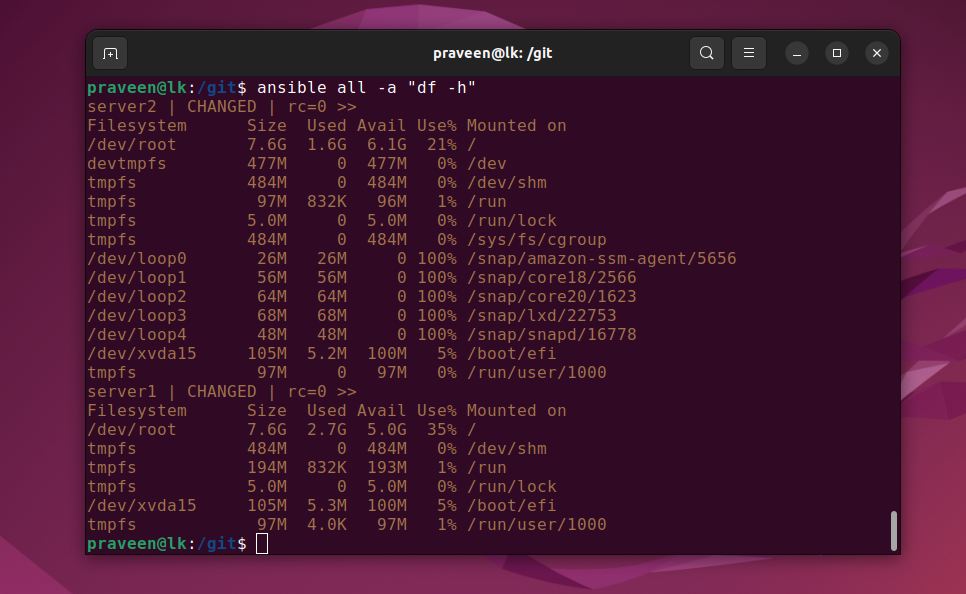 praveen@lk: /git
praveen@lk:/git$ ansible all -a "df -h"
server2 | CHANGED | rc=0 >>
Filesystem      Size  Used Avail Use% Mounted on
/dev/root       7.6G  1.6G  6.1G  21% /
devtmpfs        477M     0  477M   0% /dev
tmpfs           484M     0  484M   0% /dev/shm
tmpfs            97M  832K   96M   1% /run
tmpfs           5.0M     0  5.0M   0% /run/lock
tmpfs           484M     0  484M   0% /sys/fs/cgroup
/dev/loop0       26M   26M     0 100% /snap/amazon-ssm-agent/5656
/dev/loop1       56M   56M     0 100% /snap/core18/2566
/dev/loop2       64M   64M     0 100% /snap/core20/1623
/dev/loop3       68M   68M     0 100% /snap/lxd/22753
/dev/loop4       48M   48M     0 100% /snap/snapd/16778
/dev/xvda15     105M  5.2M  100M   5% /boot/efi
tmpfs            97M     0   97M   0% /run/user/1000
server1 | CHANGED | rc=0 >>
Filesystem      Size  Used Avail Use% Mounted on
/dev/root       7.6G  2.7G  5.0G  35% /
tmpfs           484M     0  484M   0% /dev/shm
tmpfs           194M  832K  193M   1% /run
tmpfs           5.0M     0  5.0M   0% /run/lock
/dev/xvda15     105M  5.3M  100M   5% /boot/efi
tmpfs            97M  4.0K   97M   1% /run/user/1000
praveen@lk:/git$